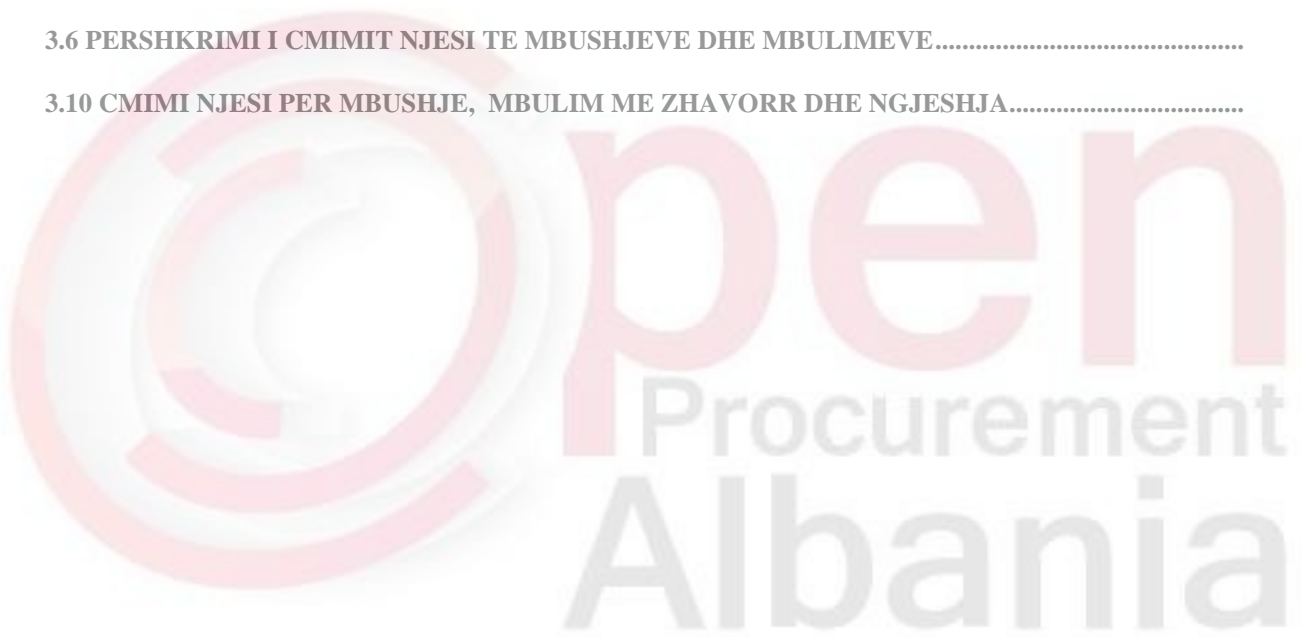 3.6 PERSHKRIMI I CMIMIT NJESI TE MBUSHJEVE DHE MBULIMEVE..............................................
3.10 CMIMI NJESI PER MBUSHJE, MBULIM ME ZHAVORR DHE NGJESHJA...................................
Open
Procurement
Albania